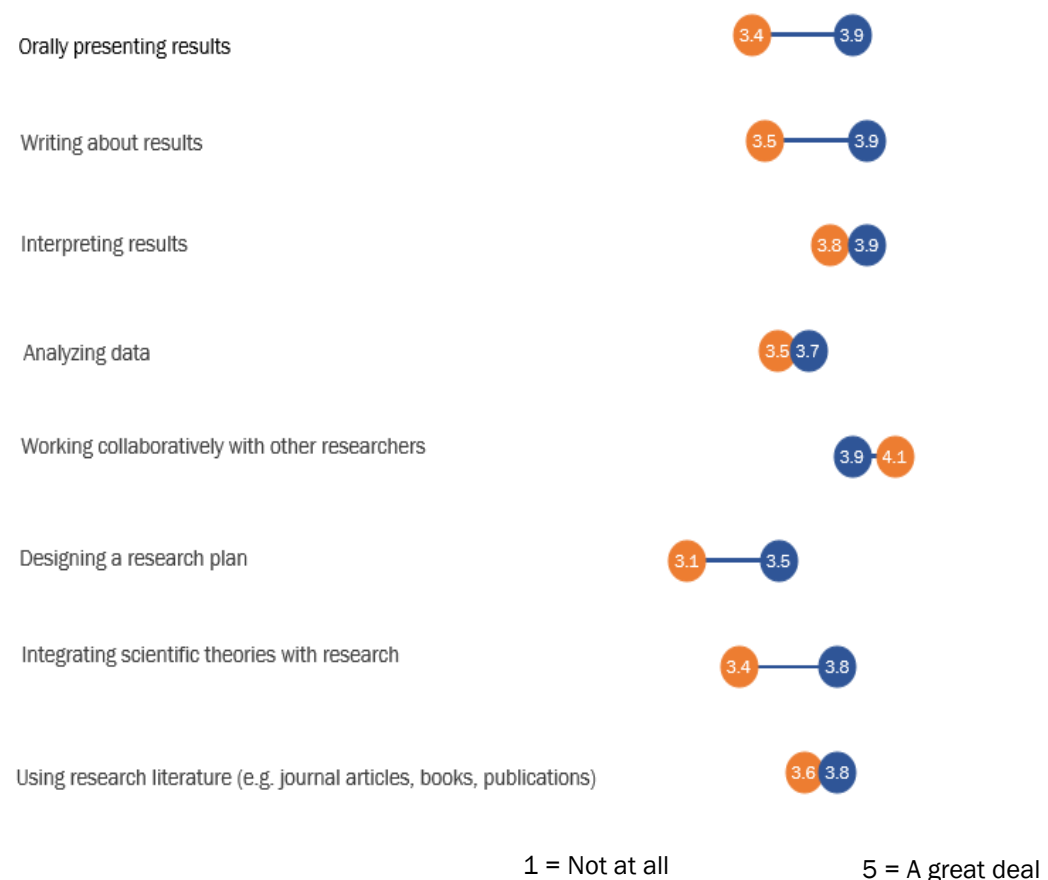 Orally presenting results
3.4 3.9
Writing about results
3.5 3.9
Interpreting results
3.8 3.9
Analyzing data
3.5 3.7
Working collaboratively with other researchers
3.9 4.1
Designing a research plan
3.1 3.5
Integrating scientific theories with research
3.4 3.8
Using research literature (e.g. journal articles, books, publications)
3.6 3.8
1 = Not at all
5 = A great deal